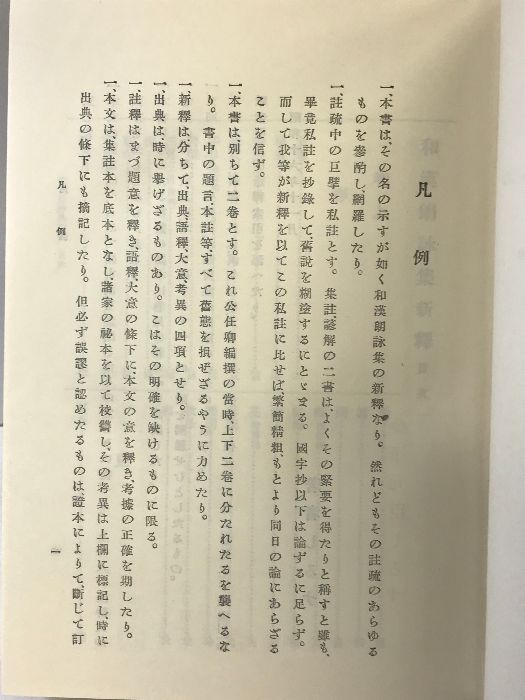 凡例
一、本書は、その名の示すが如く和漢朗詠集の新釋なり。然れどもその註疏のあらゆる
ものを參酌し、網羅したり。
一、註疏中の巨擘を私註とす。集註、諺解の二書は、よくその緊要を得たりと稱すと雖も、
畢竟私註を抄錄して、舊説を糊塗するにとゞまる。國字抄以下は論ずるに足らず。
而して我等が新釋を以てこの私註に比せば、繁簡精粗、もとより同日の論にあらざる
ことを信ず。
一、本書は、別ちて二卷とす。これ公任卿編撰の當時、上下二卷に分たれたるを襲へるな
り。書中の題言、本註等、すべて舊態を損ぜざるやうに力めたり。
一、新釋は分ちて、出典、語釋、大意、考異の四項とせり。
一、出典は、時に擧げざるものあり。こはその明確を缺けるものに限る。
一、註釋はまづ題意を釋き、語釋、大意の條下に、本文の意を釋き、考據の正確を期したり。
一、本文は、集註本を底本となし、諸家の祕本を以て校讐し、その考異は上欄に標記し、時に
出典の條下にも摘記したり。但必ず誤謬と認めたるものは、證本によりて、斷じて訂
凡例
一